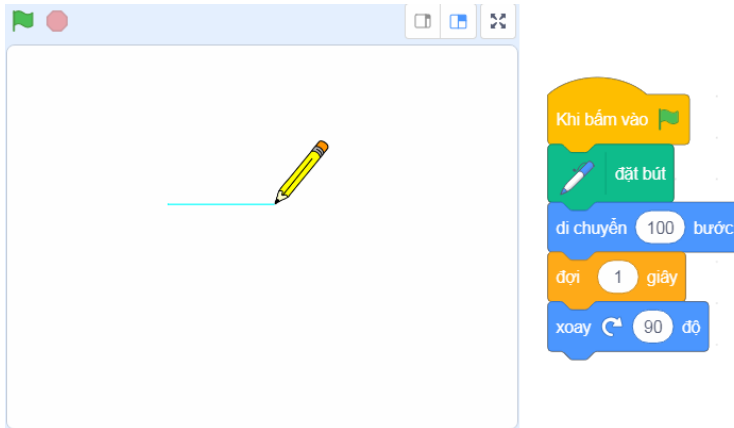 Khi bấm vào
đặt bút
di chuyển 100 bước
đợi 1 giây
xoay 90 độ